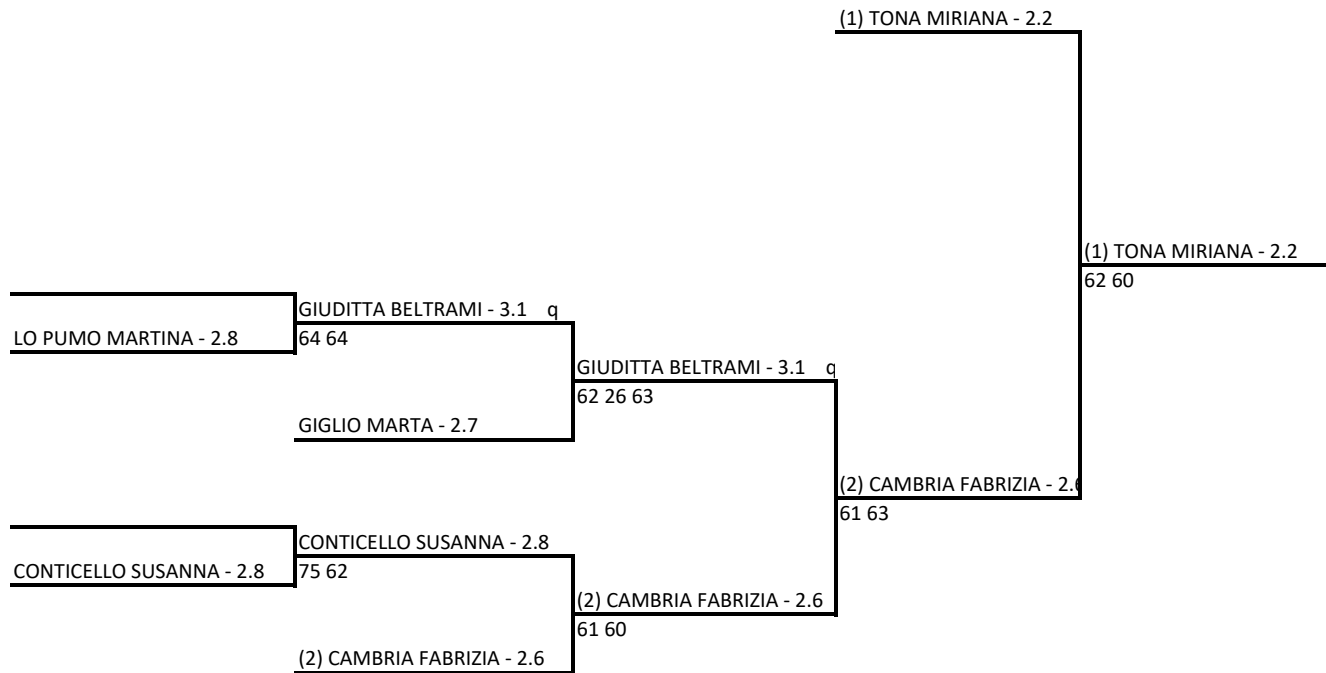 (1) TONA MIRIANA - 2.2
(1) TONA MIRIANA - 2.2
62 60
GIUDITTA BELTRAMI - 3.1 q
LO PUMO MARTINA - 2.8
64 64
GIUDITTA BELTRAMI - 3.1 q
62 26 63
GIGLIO MARTA - 2.7
(2) CAMBRIA FABRIZIA - 2.6
61 63
CONTICELLO SUSANNA - 2.8
CONTICELLO SUSANNA - 2.8
75 62
(2) CAMBRIA FABRIZIA - 2.6
61 60
(2) CAMBRIA FABRIZIA - 2.6